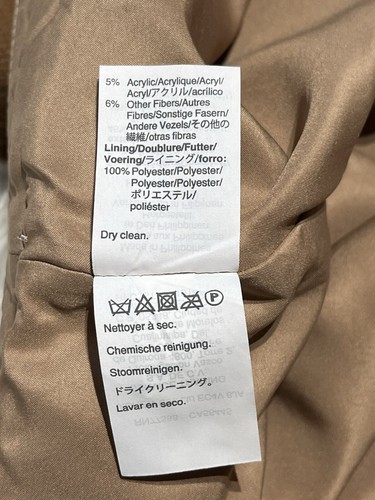 5% Acrylic/Acrylique/Acryl/
Acryl/アクリル/acrílico
6% Other Fibers/Autres
Fibres/Sonstige Fasern/
Andere Vezels/その他の
繊維/otras fibras
Lining/Doublure/Futter/
Voering/ライニング/forro:
100% Polyester/Polyester/
Polyester/Polyester/
ポリエステル/
poliéster
Dry clean.
P
Nettoyer à sec.
Chemische reinigung.
Stoomreinigen.
ドライクリーニング。
Lavar en seco.